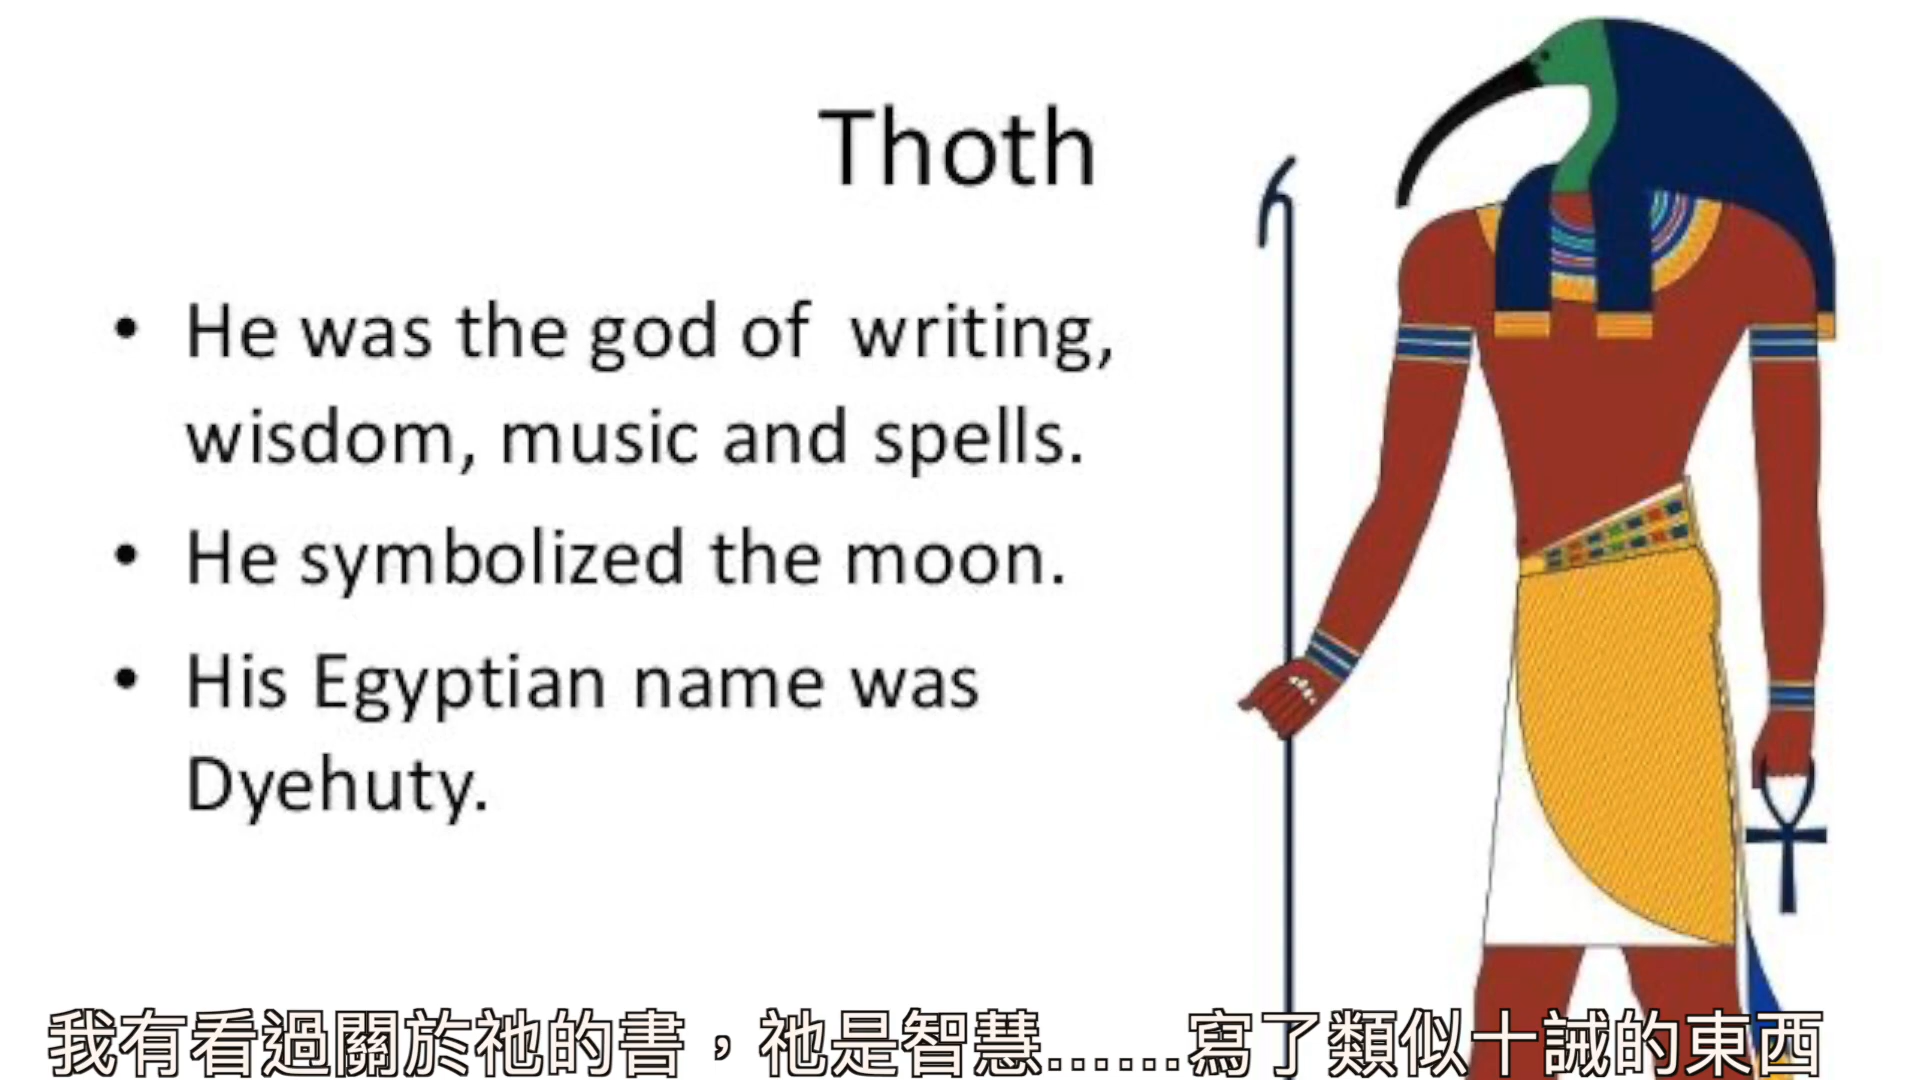 Thoth
• He was the god of writing,
wisdom, music and spells.
• He symbolized the moon.
• His Egyptian name was
Dyehuty.
我有看過關於祂的書，祂是智慧......寫了類似十誡的東西